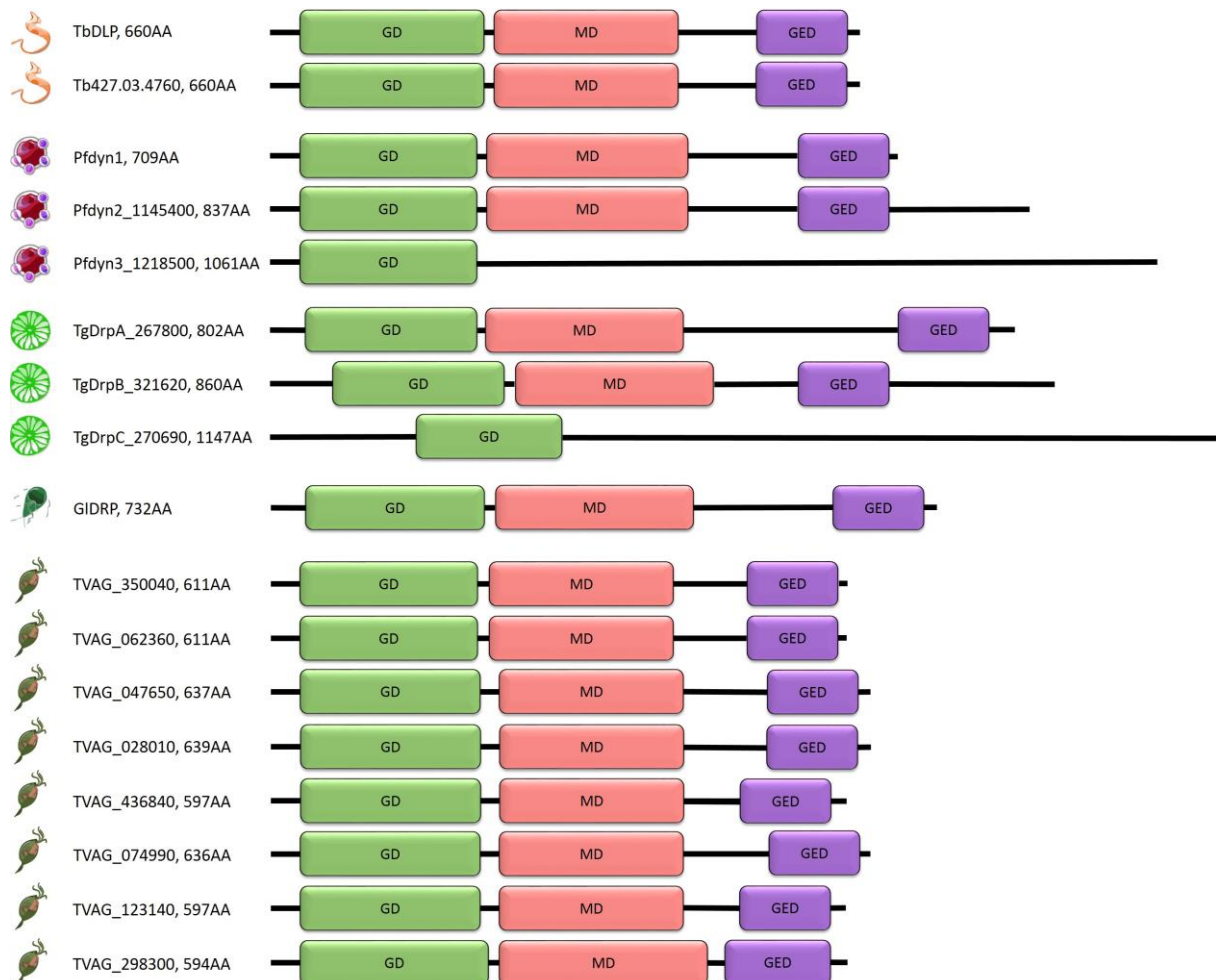 TbDLP, 660AA GD MD GED
Tb427.03.4760, 660AA GD MD GED
Pfdyn1, 709AA GD MD GED
Pfdyn2_1145400, 837AA GD MD GED
Pfdyn3_1218500, 1061AA GD
TgDrpA_267800, 802AA GD MD GED
TgDrpB_321620, 860AA GD MD GED
TgDrpC_270690, 1147AA GD
GlDRP, 732AA GD MD GED
TVAG_350040, 611AA GD MD GED
TVAG_062360, 611AA GD MD GED
TVAG_047650, 637AA GD MD GED
TVAG_028010, 639AA GD MD GED
TVAG_436840, 597AA GD MD GED
TVAG_074990, 636AA GD MD GED
TVAG_123140, 597AA GD MD GED
TVAG_298300, 594AA GD MD GED